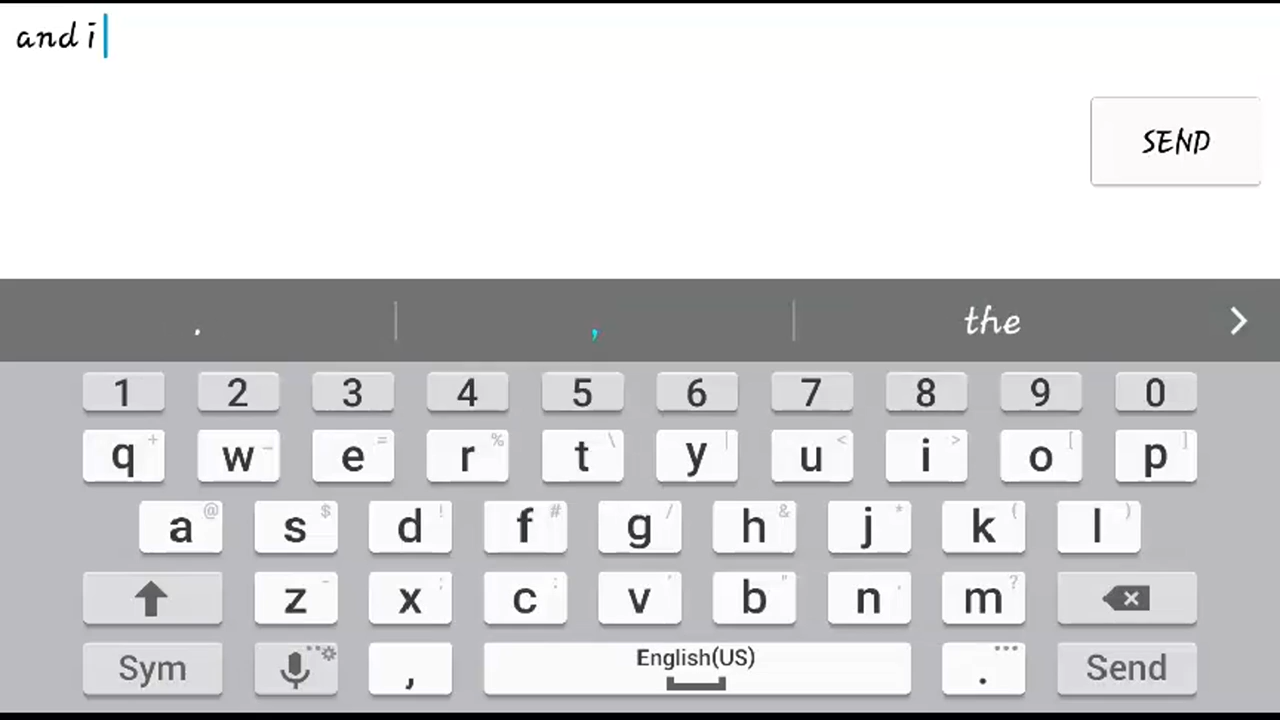 and i
SEND
. , the
1 2 3 4 5 6 7 8 9 0
q + w _ e = r % t \ y | u < i > o [ p ]
a @ s $ d ! f # g / h & j * k ( l )
z - x ; c : v ' b " n , m ?
Sym , English(US) . Send